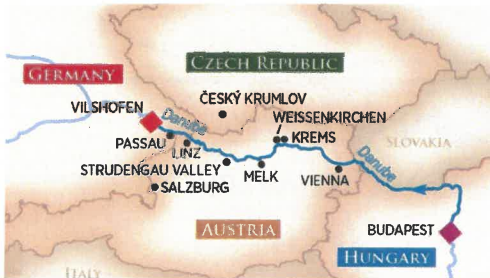 CZECH REPUBLIC
GERMANY
ČESKÝ KRUMLOV
VILSHOFEN
Danube
WEISSENKIRCHEN
PASSAU
LINZ
KREMS
SLOVAKIA
Danube
STRUDENGAU VALLEY
MELK
VIENNA
SALZBURG
AUSTRIA
BUDAPEST
HUNGARY
ITALY